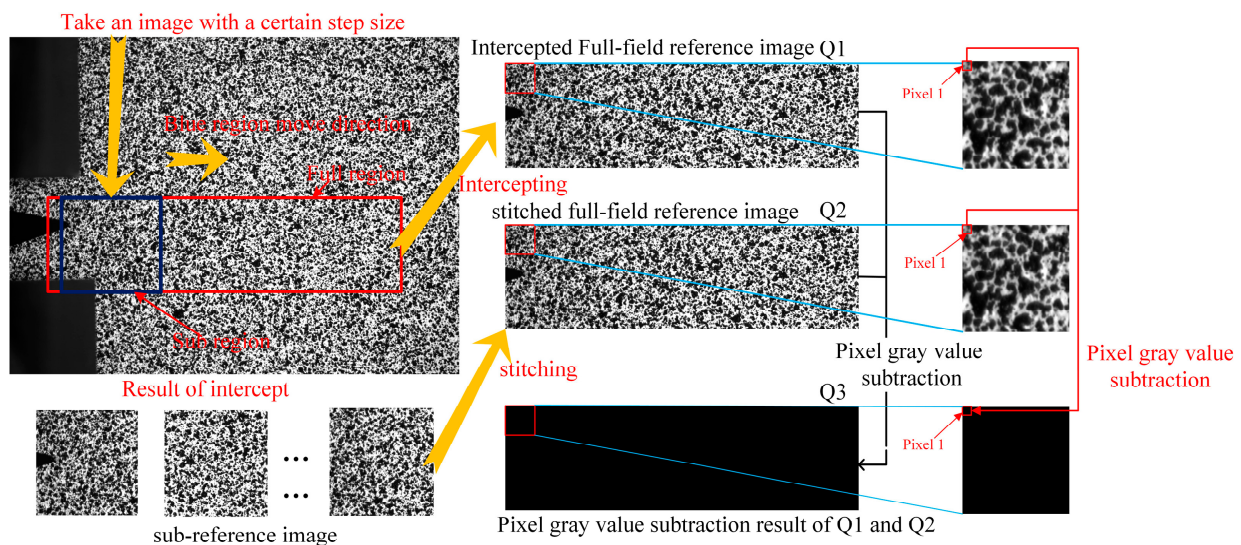 Take an image with a certain step size
Blue region move direction
Full region
Sub region
Result of intercept
... 
...
sub-reference image
Intercepting
stitching
Intercepted Full-field reference image Q1
Pixel 1
stitched full-field reference image Q2
Pixel 1
Pixel gray value
subtraction
Pixel gray value
subtraction
Q3
Pixel 1
Pixel gray value subtraction result of Q1 and Q2